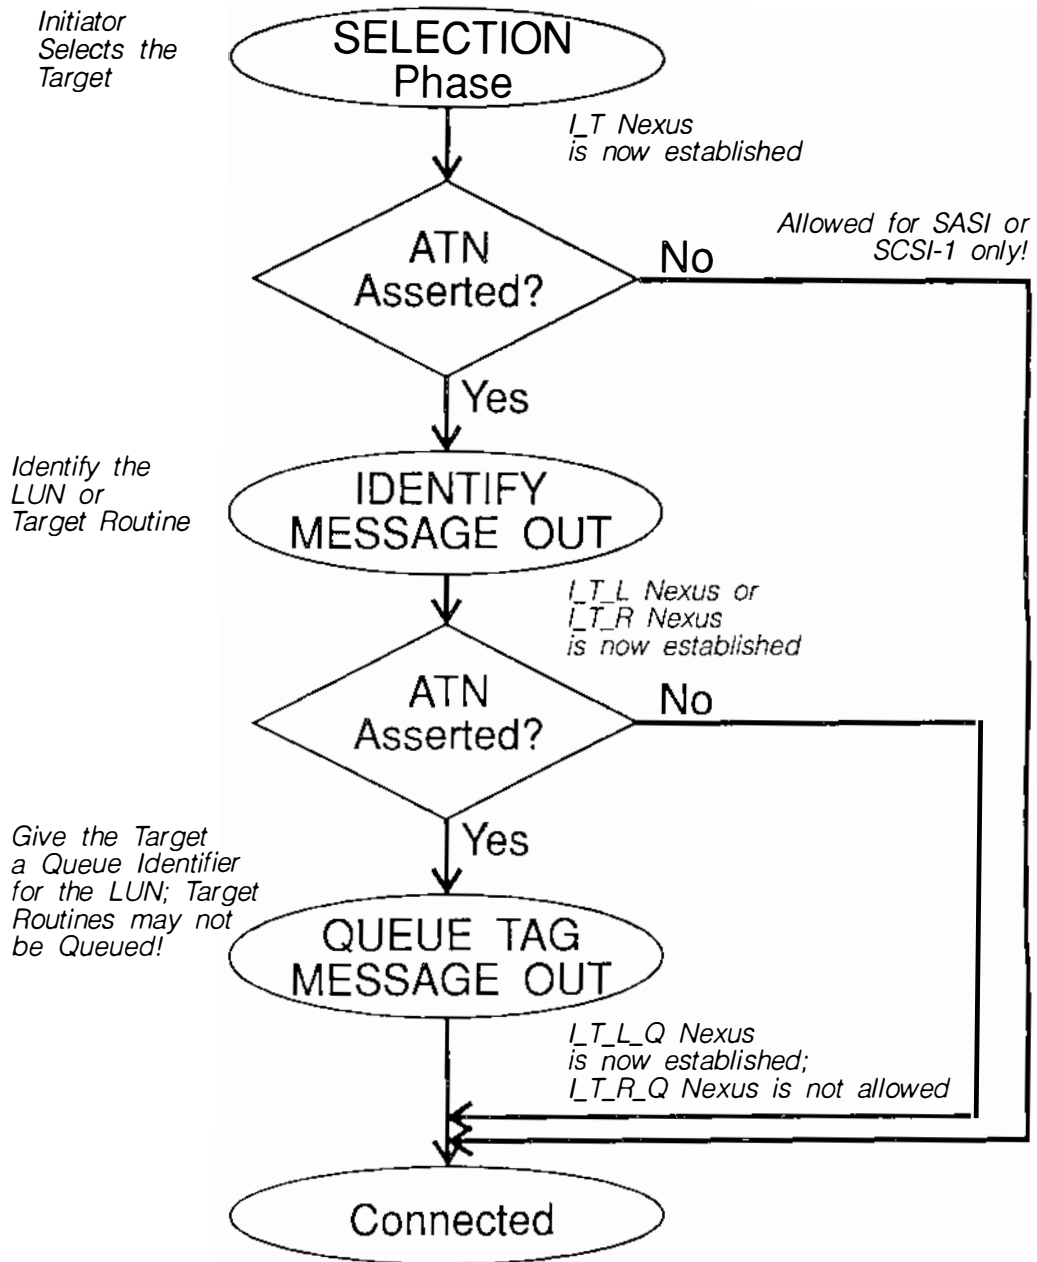 Initiator
Selects the
Target
SELECTION
Phase
I_T Nexus
is now established
ATN
Asserted?
No
Allowed for SASI or
SCSI-1 only!
Yes
Identify the
LUN or
Target Routine
IDENTIFY
MESSAGE OUT
I_T_L Nexus or
I_T_R Nexus
is now established
ATN
Asserted?
No
Yes
Give the Target
a Queue Identifier
for the LUN; Target
Routines may not
be Queued!
QUEUE TAG
MESSAGE OUT
I_T_L_Q Nexus
is now established;
I_T_R_Q Nexus is not allowed
Connected